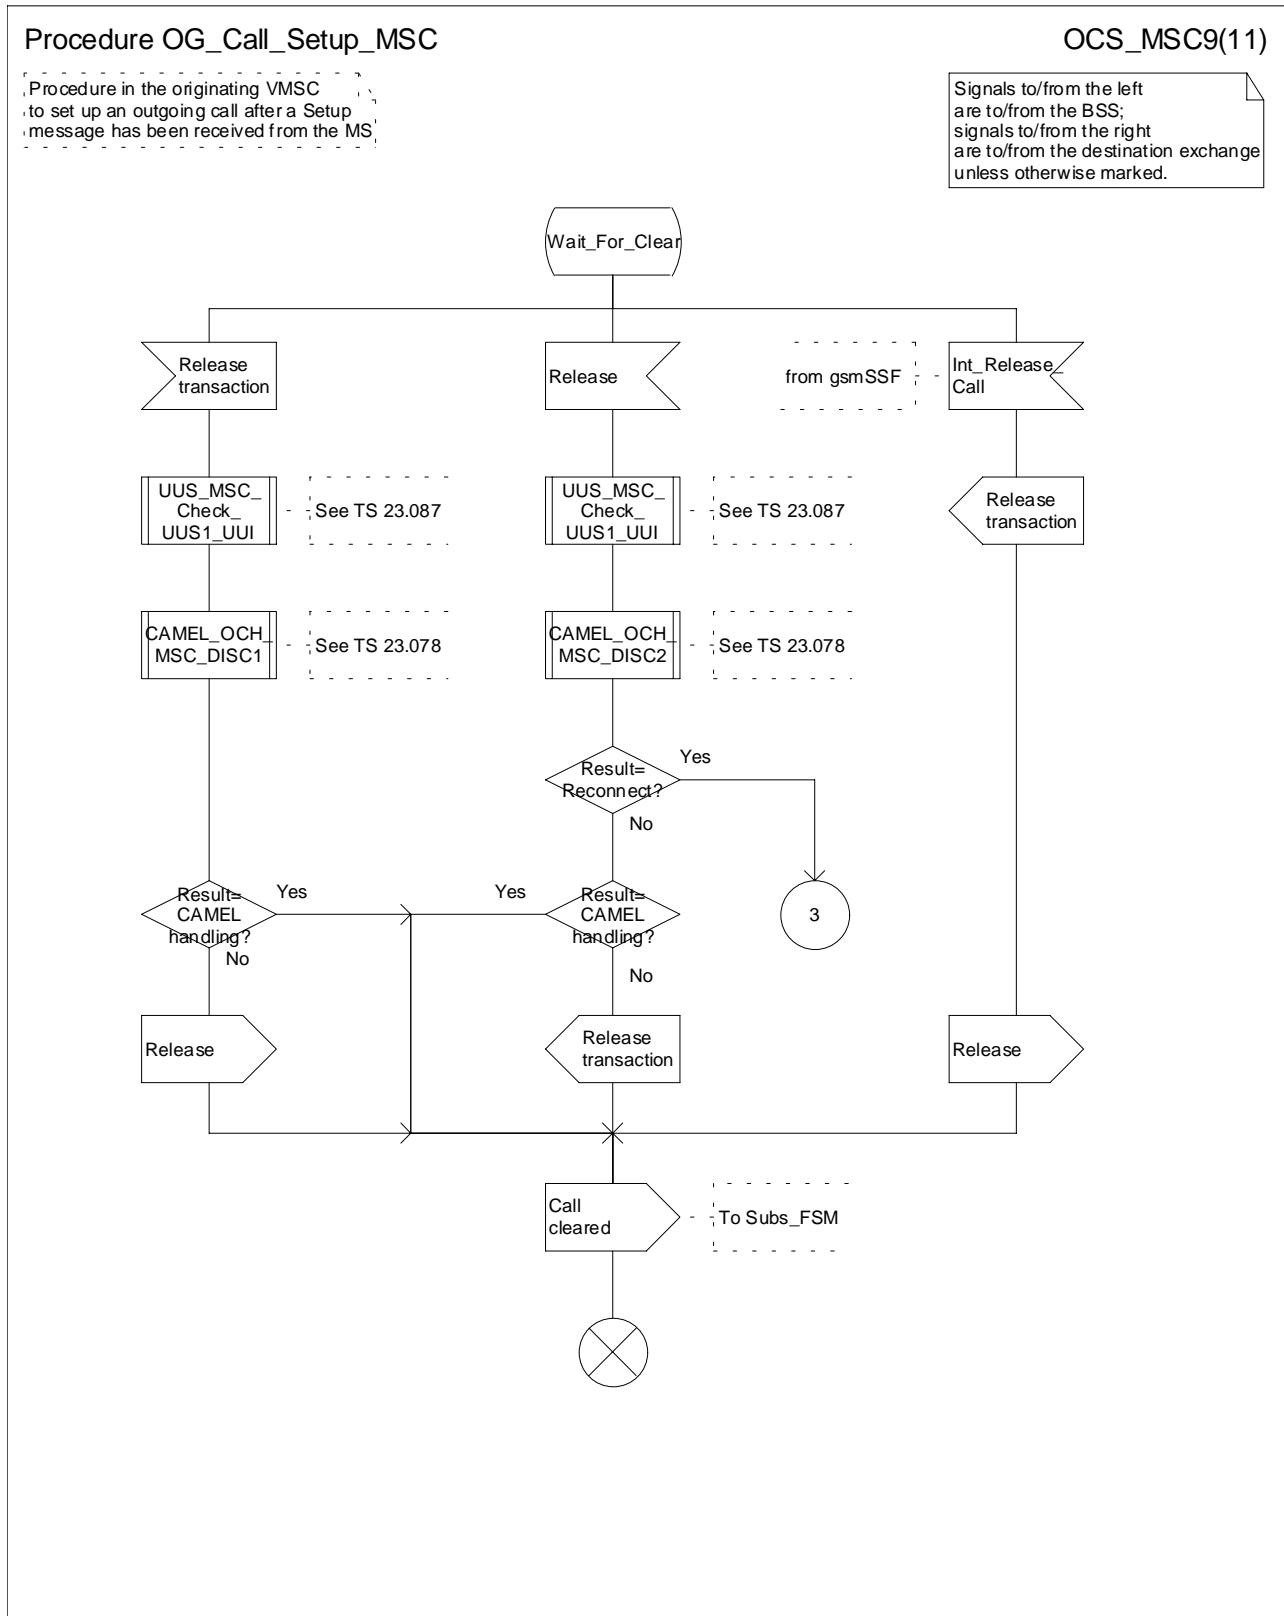 Procedure OG_Call_Setup_MSC
OCS_MSC9(11)
Procedure in the originating VMSC
to set up an outgoing call after a Setup
message has been received from the MS
Signals to/from the left
are to/from the BSS;
signals to/from the right
are to/from the destination exchange
unless otherwise marked.
Wait_For_Clear
Release
transaction
Release
from gsmSSF
Int_Release_
Call
UUS_MSC_
Check_
UUS1_UUI
See TS 23.087
UUS_MSC_
Check_
UUS1_UUI
See TS 23.087
Release
transaction
CAMEL_OCH_
MSC_DISC1
See TS 23.078
CAMEL_OCH_
MSC_DISC2
See TS 23.078
Result=
Reconnect?
Yes
No
Result=
CAMEL
handling?
Yes
No
Yes
Result=
CAMEL
handling?
No
3
Release
Release
transaction
Release
Call
cleared
To Subs_FSM